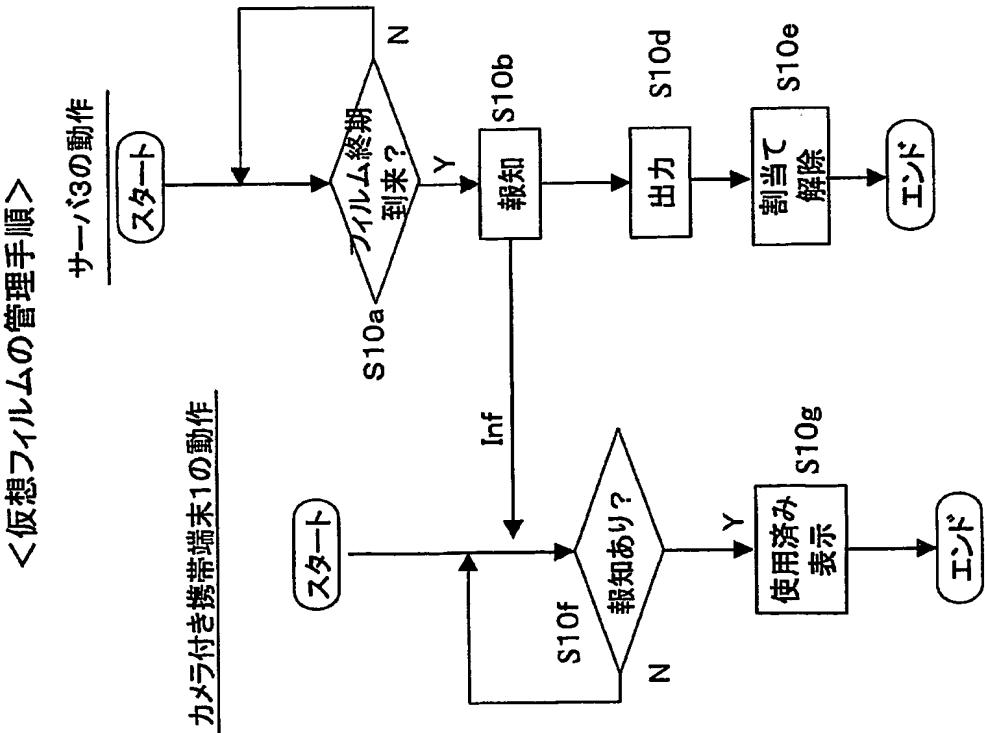 <仮想フィルムの管理手順>
カメラ付き携帯端末1の動作
スタート
S10f
報知あり?
N
Y
使用済み
表示
S10g
エンド
Inf
サーバ3の動作
スタート
S10a
フィルム終期
到来?
N
Y
報知
S10b
出力
S10d
割当て
解除
S10e
エンド